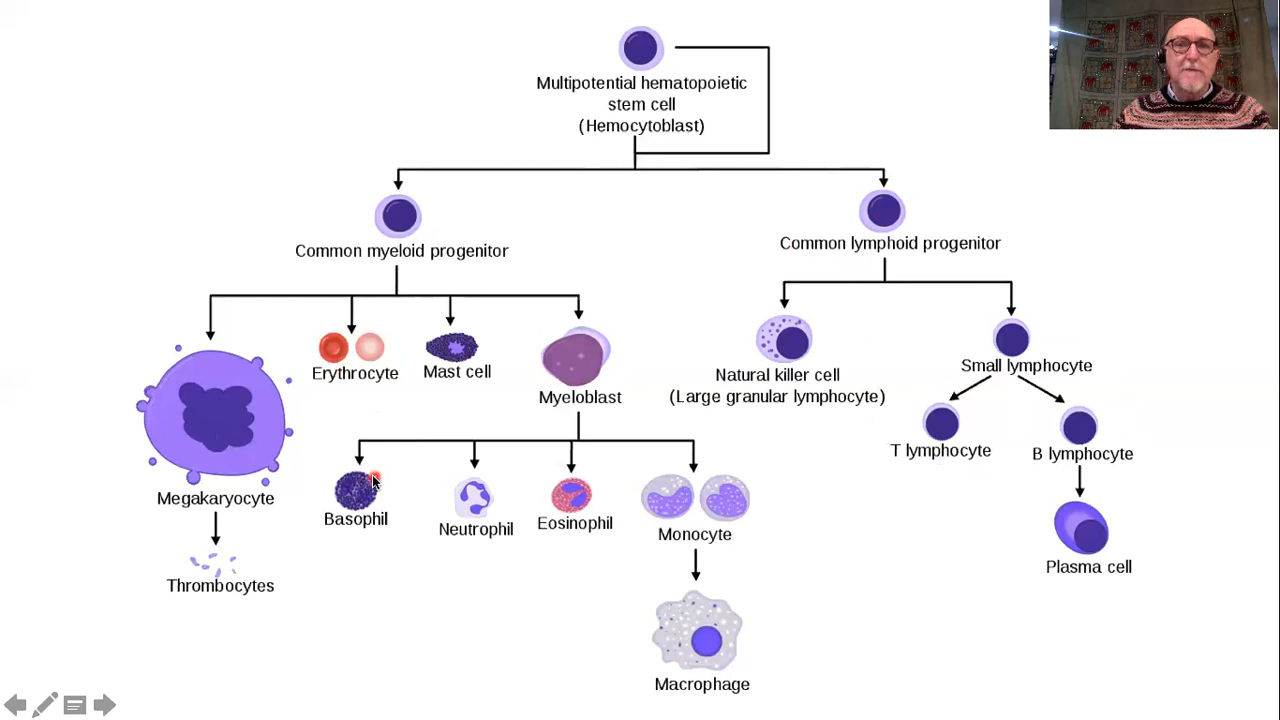 Multipotential hematopoietic
stem cell
(Hemocytoblast)
Common myeloid progenitor
Common lymphoid progenitor
Erythrocyte
Mast cell
Myeloblast
Natural killer cell
(Large granular lymphocyte)
Small lymphocyte
T lymphocyte
B lymphocyte
Megakaryocyte
Basophil
Neutrophil
Eosinophil
Monocyte
Thrombocytes
Plasma cell
Macrophage